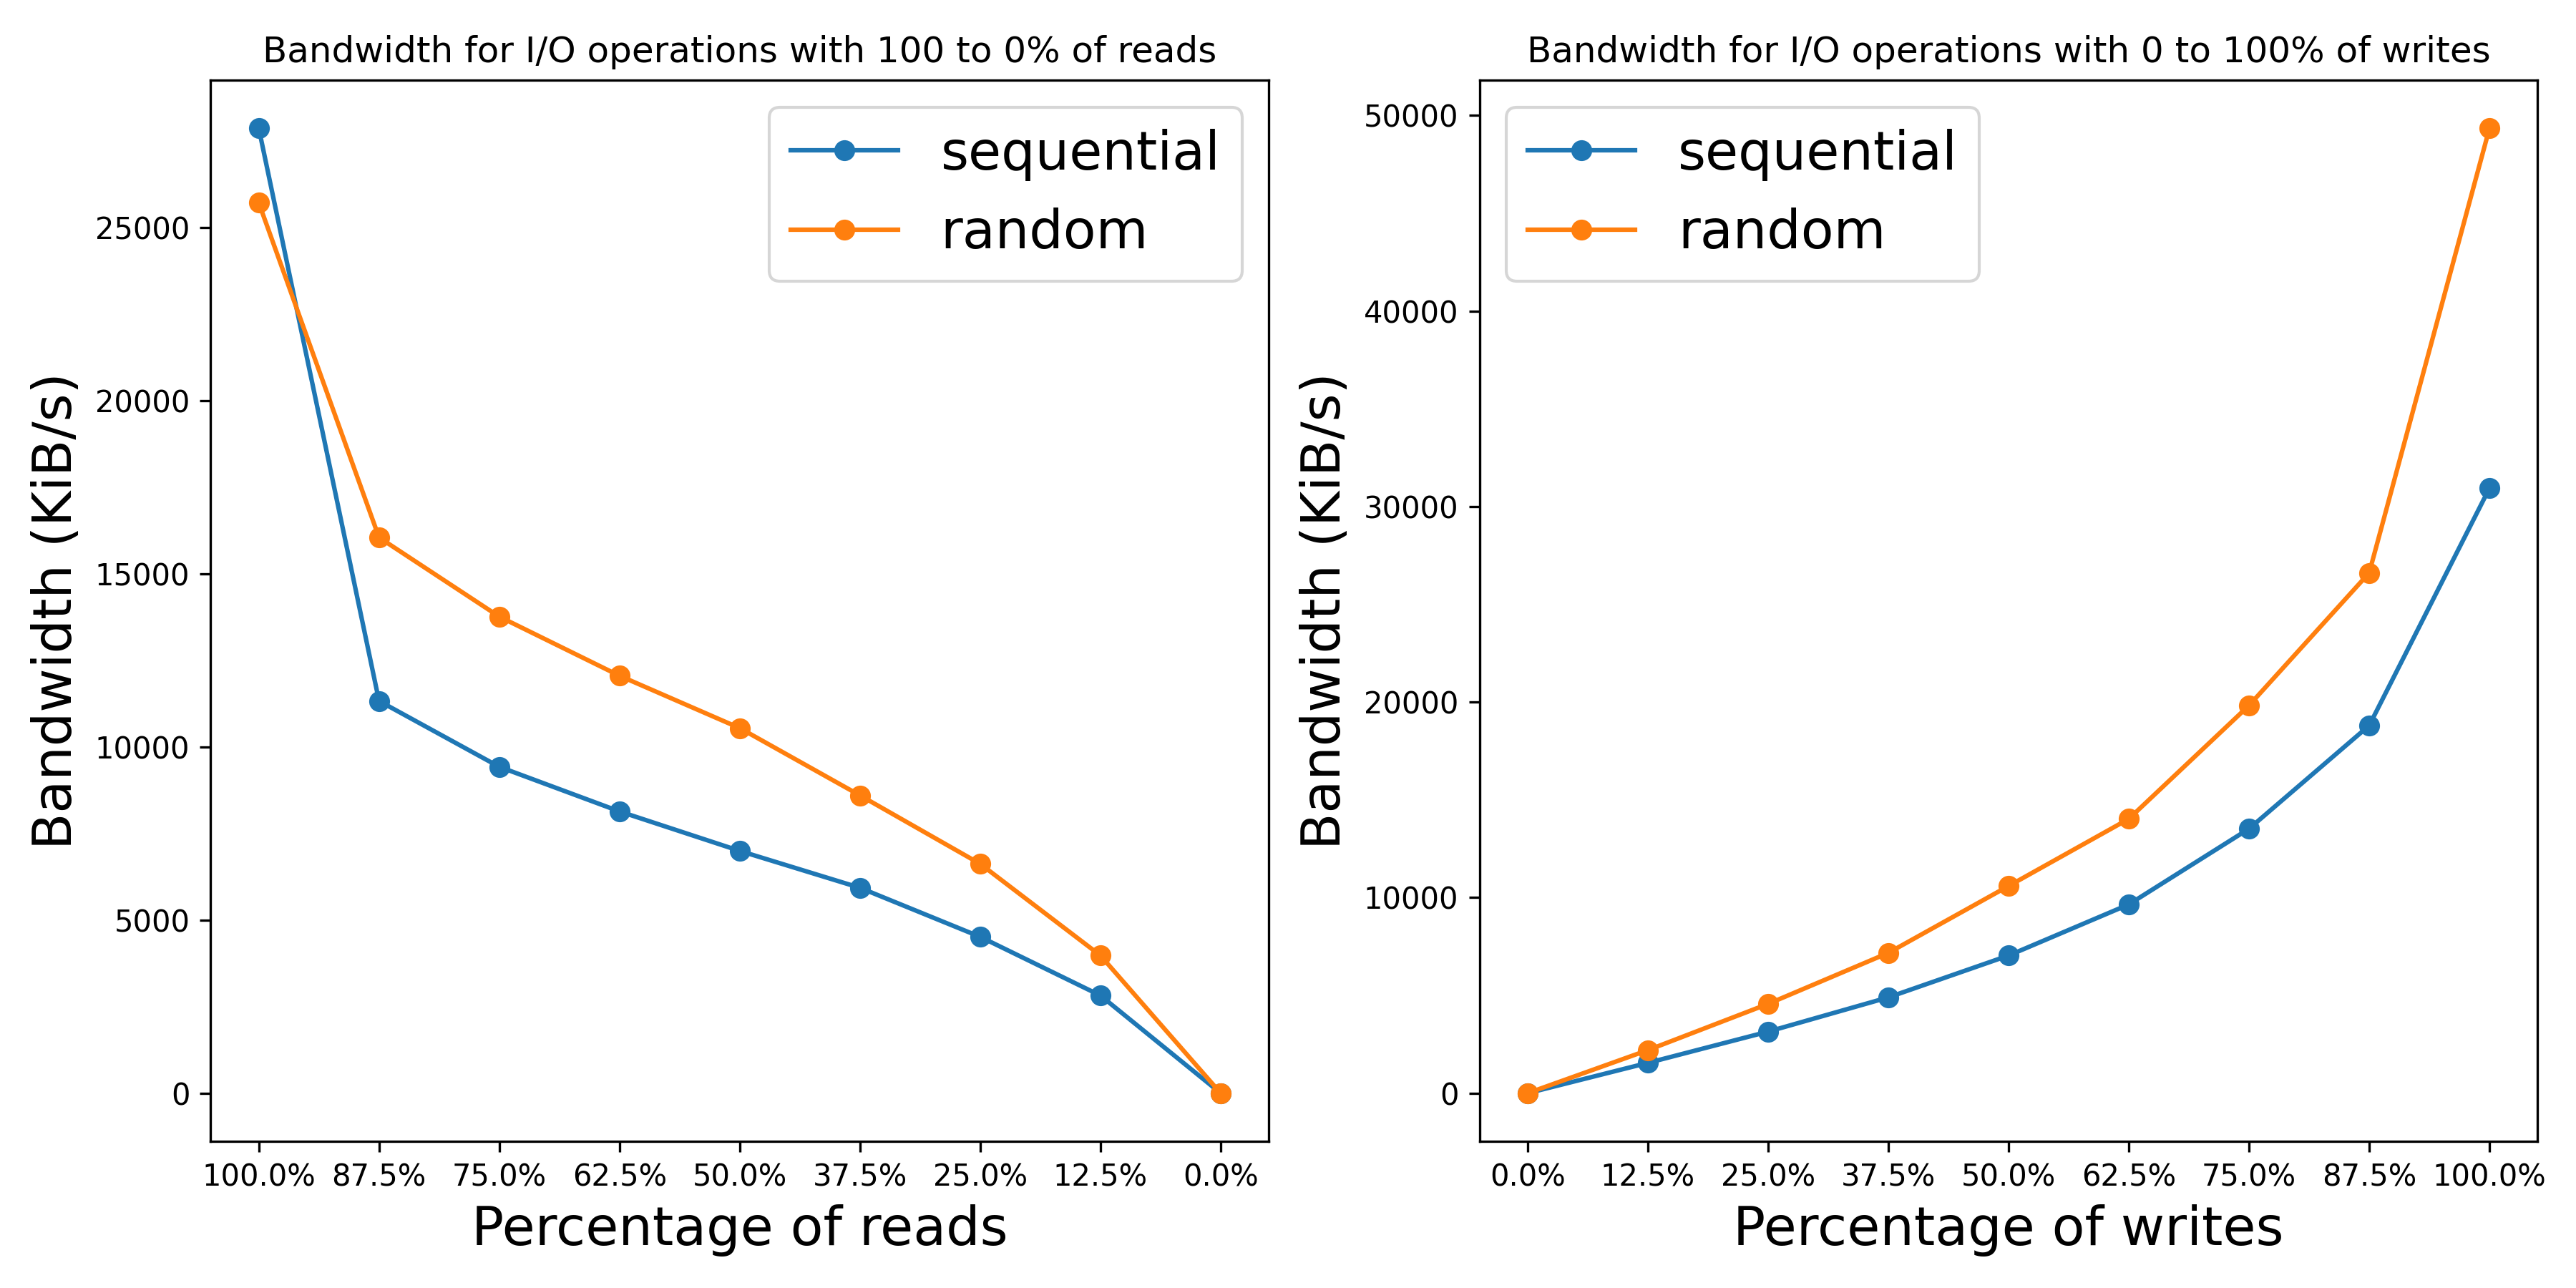 Bandwidth for I/O operations with 100 to 0% of reads
sequential
random
25000
20000
15000
10000
5000
0
Bandwidth (KiB/s)
100.0% 87.5% 75.0% 62.5% 50.0% 37.5% 25.0% 12.5% 0.0%
Percentage of reads
Bandwidth for I/O operations with 0 to 100% of writes
sequential
random
50000
40000
30000
20000
10000
0
Bandwidth (KiB/s)
0.0% 12.5% 25.0% 37.5% 50.0% 62.5% 75.0% 87.5% 100.0%
Percentage of writes